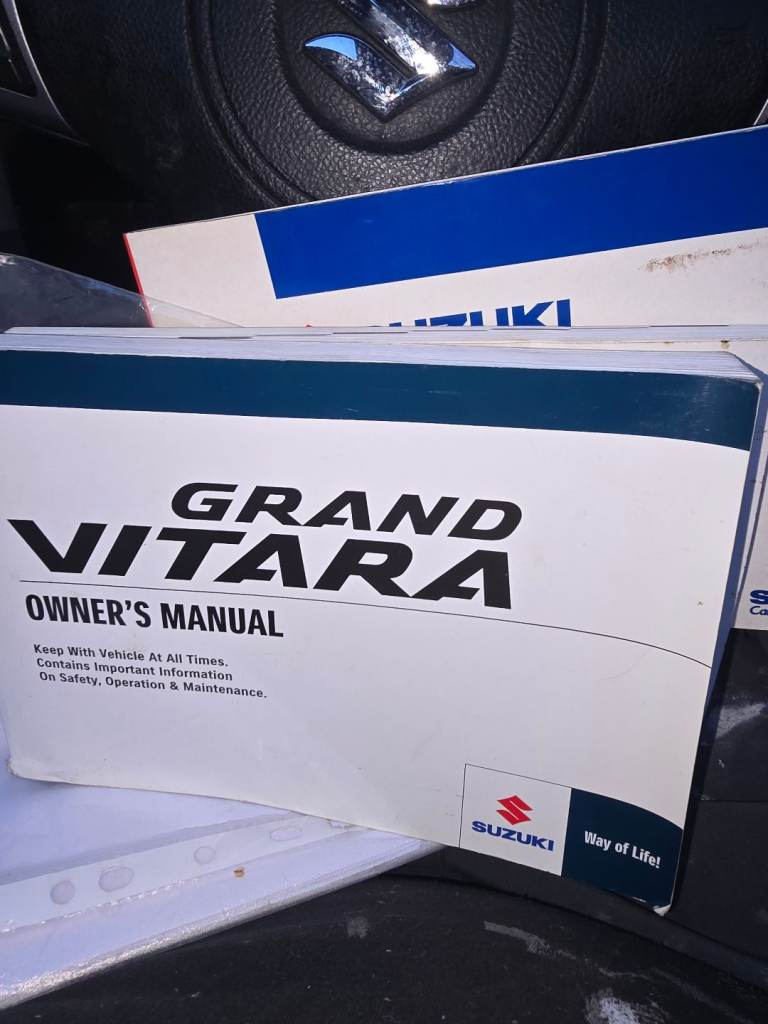 SUZUKI
GRAND
VITARA
OWNER'S MANUAL
Keep With Vehicle At All Times.
Contains Important Information
On Safety, Operation & Maintenance.
SUZUKI
Way of Life!